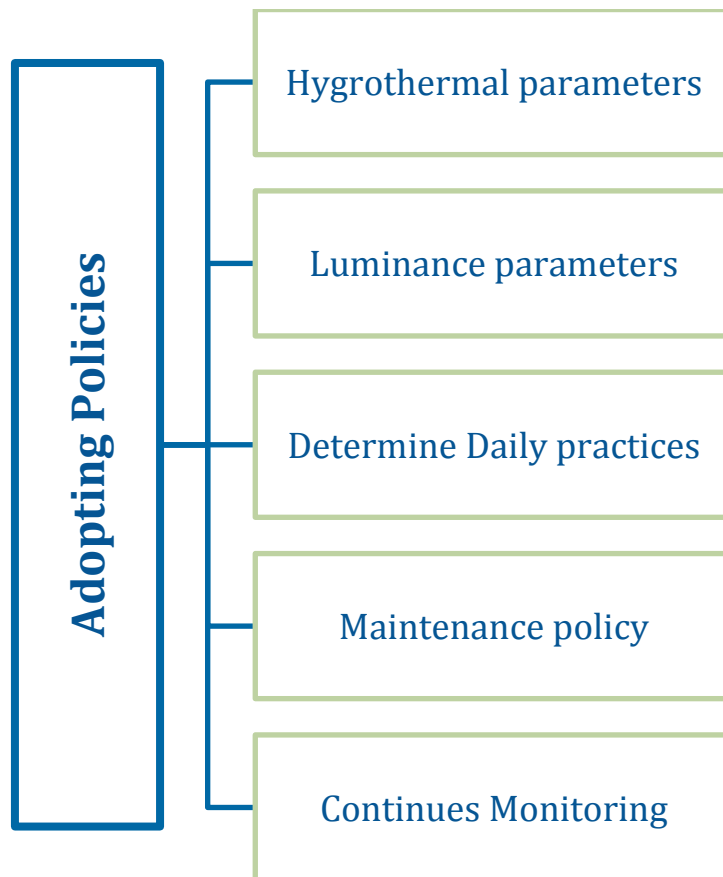 Adopting Policies
Hygrothermal parameters
Luminance parameters
Determine Daily practices
Maintenance policy
Continues Monitoring